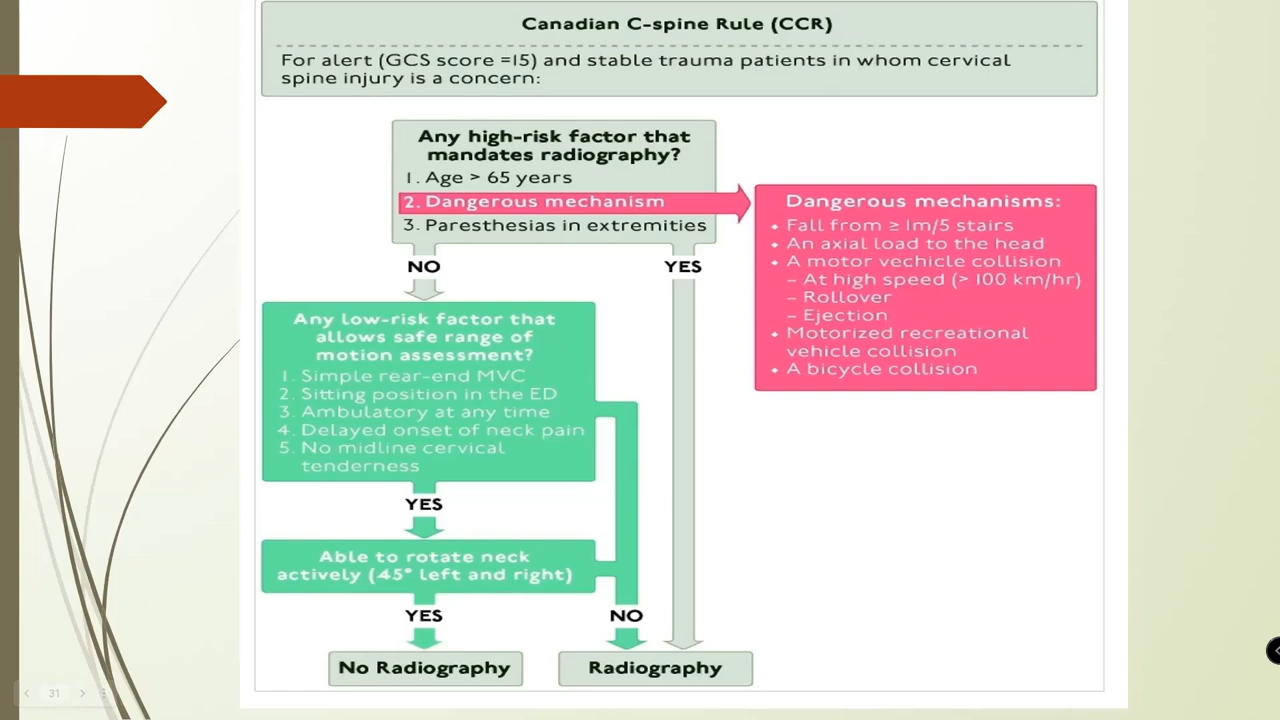 Canadian C-spine Rule (CCR)
For alert (GCS score =15) and stable trauma patients in whom cervical
spine injury is a concern:
Any high-risk factor that
mandates radiography?
1. Age > 65 years
2. Dangerous mechanism
3. Paresthasias in extremities
Dangerous mechanisms:
• Fall from ≥ 1m/5 stairs
• An axial load to the head
• A motor vechicle collision
– At high speed (> 100 km/hr)
– Rollover
– Ejection
• Motorized recreational
vehicle collision
• A bicycle collision
NO
YES
Any low-risk factor that
allows safe range of
motion assessment?
1. Simple rear-end MVC
2. Sitting position in the ED
3. Ambulatory at any time
4. Delayed onset of neck pain
5. No midline cervical
tenderness
YES
Able to rotate neck
actively (45° left and right)
YES
NO
No Radiography
Radiography
31